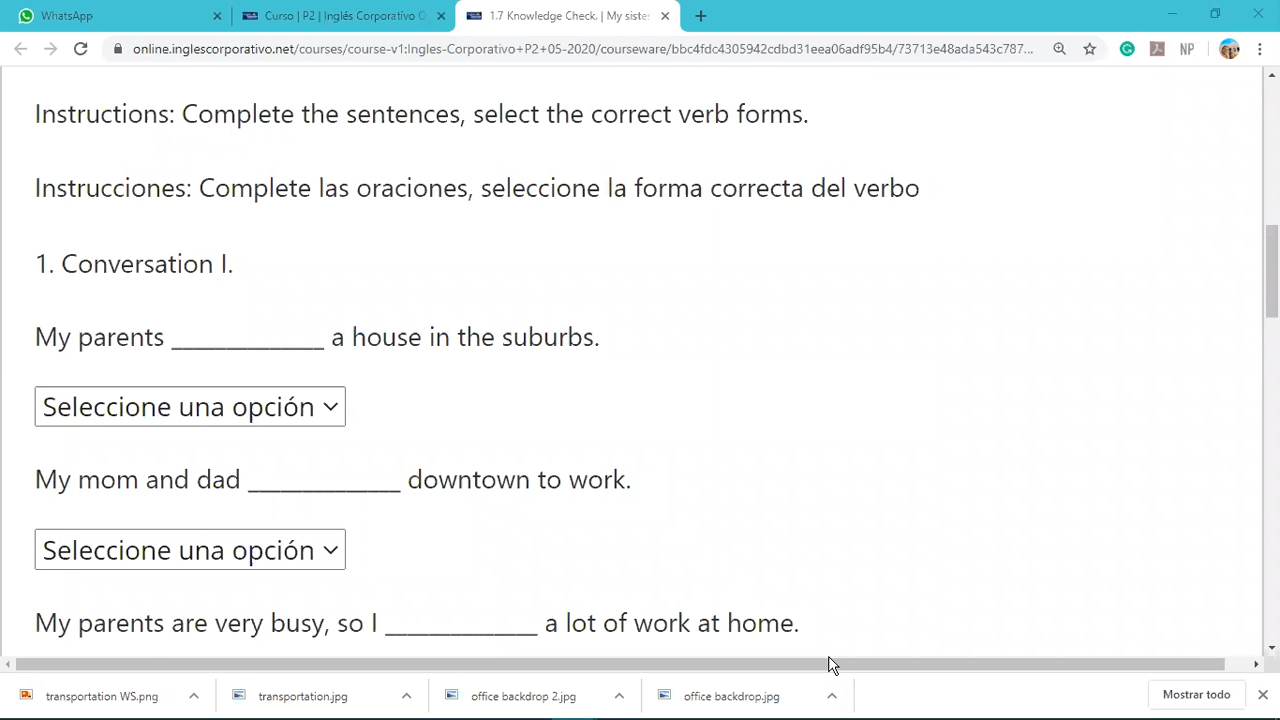 WhatsApp
Curso | P2 | Inglés Corporativo O
1.7 Knowledge Check. | My siste
online.inglescorporativo.net/courses/course-v1:Ingles-Corporativo+P2+05-2020/courseware/bbc4fdc4305942cdbd31eea06adf95b4/73713e48ada543c787...
NP
Instructions: Complete the sentences, select the correct verb forms.
Instrucciones: Complete las oraciones, seleccione la forma correcta del verbo
1. Conversation I.
My parents ______________ a house in the suburbs.
Seleccione una opción
My mom and dad ______________ downtown to work.
Seleccione una opción
My parents are very busy, so I ______________ a lot of work at home.
transportation WS.png
transportation.jpg
office backdrop 2.jpg
office backdrop.jpg
Mostrar todo